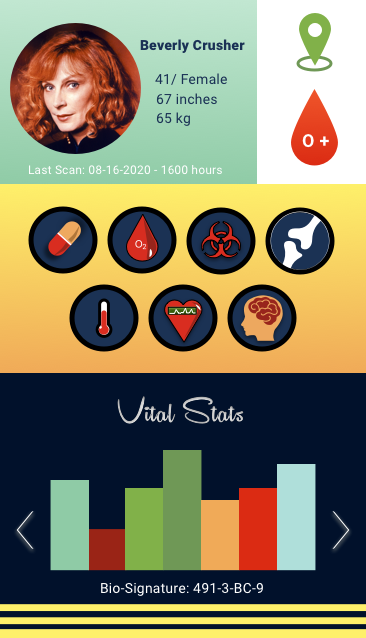 Beverly Crusher
41/ Female
67 inches
65 kg
Last Scan: 08-16-2020 - 1600 hours
O +
O₂
Vital Stats
Bio-Signature: 491-3-BC-9